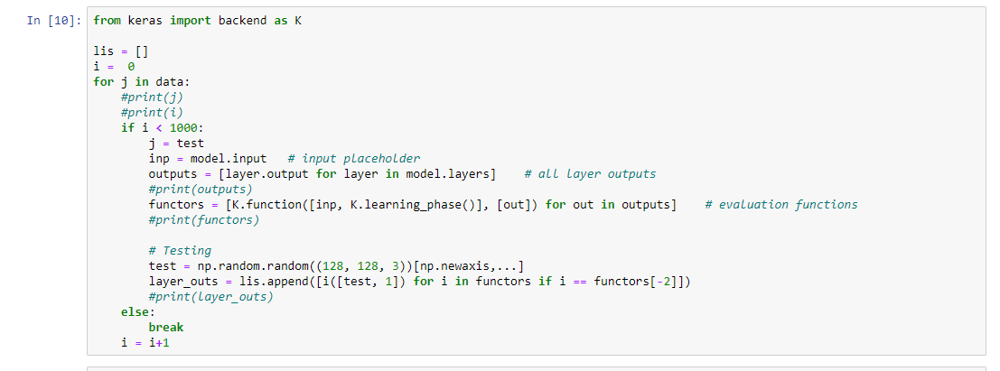 In [10]: from keras import backend as K
lis = []
i =  0
for j in data:
    #print(j)
    #print(i)
    if i < 1000:
        j = test
        inp = model.input   # input placeholder
        outputs = [layer.output for layer in model.layers]    # all layer outputs
        #print(outputs)
        functors = [K.function([inp, K.learning_phase()], [out]) for out in outputs]    # evaluation functions
        #print(functors)
        # Testing
        test = np.random.random((128, 128, 3))[np.newaxis,...]
        layer_outs = lis.append([i([test, 1]) for i in functors if i == functors[-2]])
        #print(layer_outs)
    else:
        break
    i = i+1